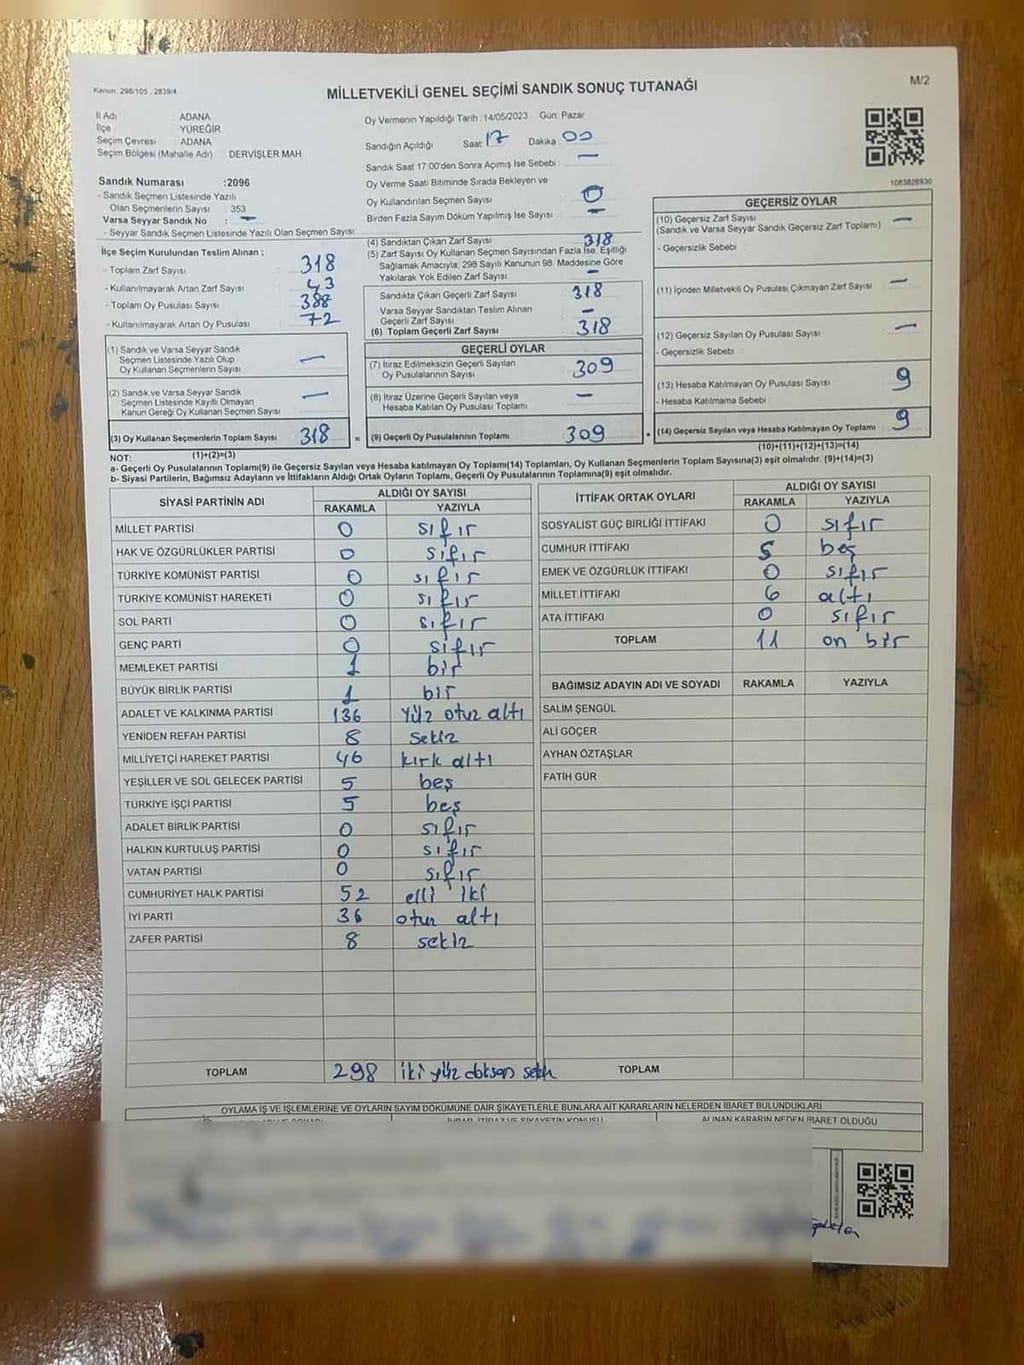 Kanun: 298/105 , 2839/4
MİLLETVEKİLİ GENEL SEÇİMİ SANDIK SONUÇ TUTANAĞI
M/2
İl Adı : ADANA
İlçe : YÜREĞİR
Seçim Çevresi : ADANA
Seçim Bölgesi (Mahalle Adı) DERVİŞLER MAH
Sandık Numarası :2096
- Sandık Seçmen Listesinde Yazılı
Olan Seçmenlerin Sayısı : 353
Varsa Seyyar Sandık No : —
- Seyyar Sandık Seçmen Listesinde Yazılı Olan Seçmen Sayısı:
Oy Vermenin Yapıldığı Tarih :14/05/2023 Gün: Pazar
Sandığın Açıldığı Saat: 17 Dakika: 00
Sandık Saat 17:00'den Sonra Açımış İse Sebebi : —
Oy Verme Saati Bitiminde Sırada Bekleyen ve
Oy Kullandırılan Seçmen Sayısı : 0
Birden Fazla Sayım Döküm Yapılmış İse Sayısı : —
1083826930
İlçe Seçim Kurulundan Teslim Alınan :
- Toplam Zarf Sayısı 318
- Kullanılmayarak Artan Zarf Sayısı 43
- Toplam Oy Pusulası Sayısı 388
- Kullanılmayarak Artan Oy Pusulası 72
(4) Sandıktan Çıkan Zarf Sayısı 318
(5) Zarf Sayısı Oy Kullanan Seçmen Sayısından Fazla İse, Eşitliği
Sağlamak Amacıyla; 298 Sayılı Kanunun 98. Maddesine Göre
Yakılarak Yok Edilen Zarf Sayısı —
Sandıkta Çıkan Geçerli Zarf Sayısı 318
Varsa Seyyar Sandıktan Teslim Alınan
Geçerli Zarf Sayısı —
(6) Toplam Geçerli Zarf Sayısı 318
GEÇERSİZ OYLAR
(10) Geçersiz Zarf Sayısı —
(Sandık ve Varsa Seyyar Sandık Geçersiz Zarf Toplamı)
- Geçersizlik Sebebi :
(11) İçinden Milletvekili Oy Pusulası Çıkmayan Zarf Sayısı —
(12) Geçersiz Sayılan Oy Pusulası Sayısı —
- Geçersizlik Sebebi :
(13) Hesaba Katılmayan Oy Pusulası Sayısı 9
- Hesaba Katılmama Sebebi :
(14) Geçersiz Sayılan veya Hesaba Katılmayan Oy Toplamı 9
(10)+(11)+(12)+(13)=(14)
(1) Sandık ve Varsa Seyyar Sandık
Seçmen Listesinde Yazılı Olup
Oy Kullanan Seçmenlerin Sayısı —
(2) Sandık ve Varsa Seyyar Sandık
Seçmen Listesinde Kayıtlı Olmayan
Kanun Gereği Oy Kullanan Seçmen Sayısı —
(3) Oy Kullanan Seçmenlerin Toplam Sayısı 318 =
(1)+(2)=(3)
GEÇERLİ OYLAR
(7) İtiraz Edilmeksizin Geçerli Sayılan
Oy Pusulalarının Sayısı 309
(8) İtiraz Üzerine Geçerli Sayılan veya
Hesaba Katılan Oy Pusulası Toplamı —
(9) Geçerli Oy Pusulalarının Toplamı 309 +
NOT:
a- Geçerli Oy Pusulalarının Toplamı(9) ile Geçersiz Sayılan veya Hesaba katılmayan Oy Toplamı(14) Toplamları, Oy Kullanan Seçmenlerin Toplam Sayısına(3) eşit olmalıdır. (9)+(14)=(3)
b- Siyasi Partilerin, Bağımsız Adayların ve İttifakların Aldığı Ortak Oyların Toplamı, Geçerli Oy Pusulalarının Toplamına(9) eşit olmalıdır.
SİYASİ PARTİNİN ADI ALDIĞI OY SAYISI
RAKAMLA YAZIYLA
MİLLET PARTİSİ 0 sıfır
HAK VE ÖZGÜRLÜKLER PARTİSİ 0 sıfır
TÜRKİYE KOMÜNİST PARTİSİ 0 sıfır
TÜRKİYE KOMÜNİST HAREKETİ 0 sıfır
SOL PARTİ 0 sıfır
GENÇ PARTİ 0 sıfır
MEMLEKET PARTİSİ 1 bir
BÜYÜK BİRLİK PARTİSİ 1 bir
ADALET VE KALKINMA PARTİSİ 136 Yüz otuz altı
YENİDEN REFAH PARTİSİ 8 sekiz
MİLLİYETÇİ HAREKET PARTİSİ 46 kırk altı
YEŞİLLER VE SOL GELECEK PARTİSİ 5 beş
TÜRKİYE İŞÇİ PARTİSİ 5 beş
ADALET BİRLİK PARTİSİ 0 sıfır
HALKIN KURTULUŞ PARTİSİ 0 sıfır
VATAN PARTİSİ 0 sıfır
CUMHURİYET HALK PARTİSİ 52 elli iki
İYİ PARTİ 36 otuz altı
ZAFER PARTİSİ 8 sekiz
TOPLAM 298 iki yüz doksan sekiz
İTTİFAK ORTAK OYLARI ALDIĞI OY SAYISI
RAKAMLA YAZIYLA
SOSYALİST GÜÇ BİRLİĞİ İTTİFAKI 0 sıfır
CUMHUR İTTİFAKI 5 beş
EMEK VE ÖZGÜRLÜK İTTİFAKI 0 sıfır
MİLLET İTTİFAKI 6 altı
ATA İTTİFAKI 0 sıfır
TOPLAM 11 on bir
BAĞIMSIZ ADAYIN ADI VE SOYADI RAKAMLA YAZIYLA
SALİM ŞENGÜL
ALİ GÖÇER
AYHAN ÖZTAŞLAR
FATİH GÜR
TOPLAM
OYLAMA İŞ VE İŞLEMLERİNE VE OYLARIN SAYIM DÖKÜMÜNE DAİR ŞİKAYETLERLE BUNLARA AİT KARARLARIN NELERDEN İBARET BULUNDUKLARI
ALINAN KARARIN NEDEN İBARET OLDUĞU